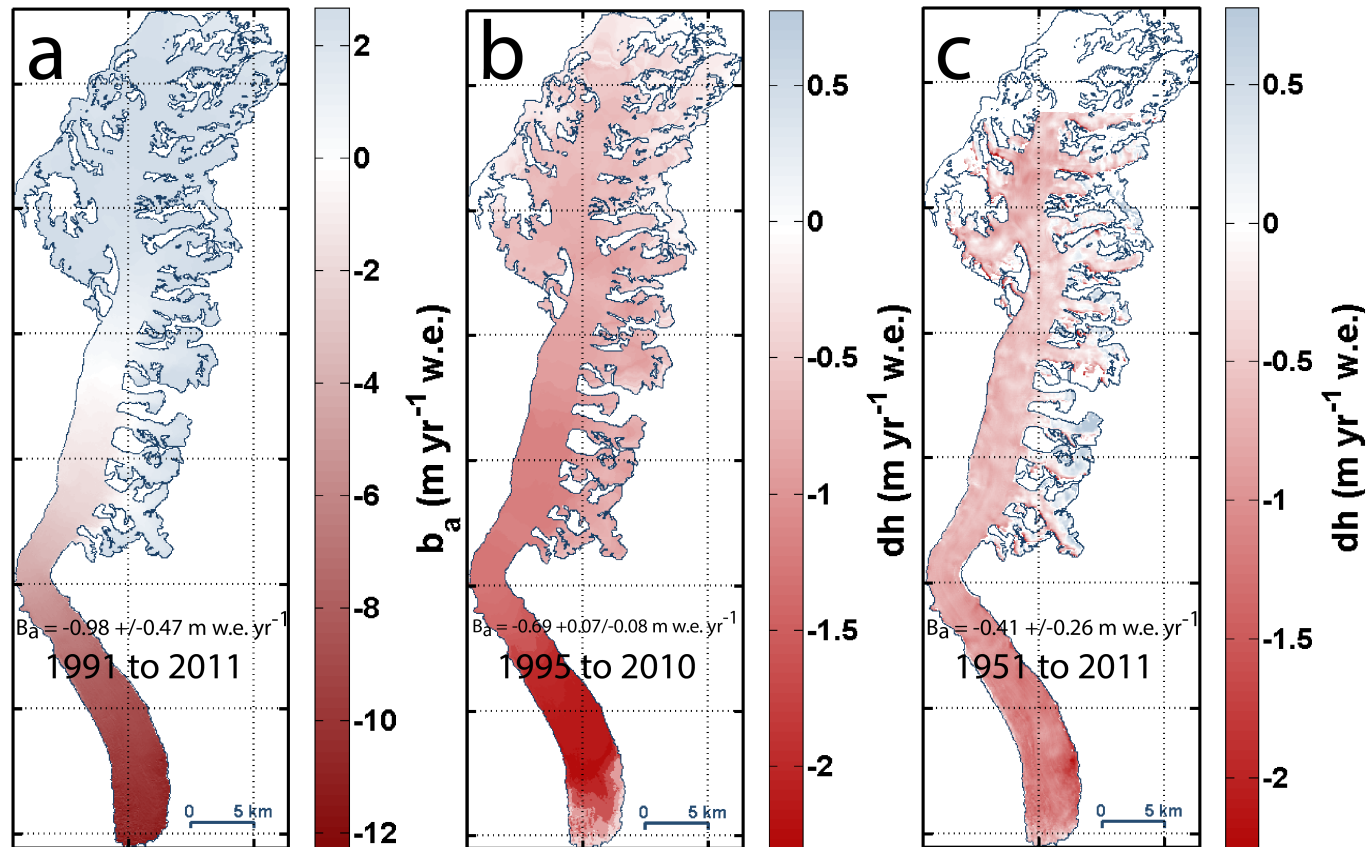 a
2
0
-2
-4
-6
-8
-10
-12
b_a (m yr^-1 w.e.)
B_a = -0.98 +/-0.47 m w.e. yr^-1
1991 to 2011
0 5 km
b
0.5
0
-0.5
-1
-1.5
-2
dh (m yr^-1 w.e.)
B_a = -0.69 +0.07/-0.08 m w.e. yr^-1
1995 to 2010
0 5 km
c
0.5
0
-0.5
-1
-1.5
-2
dh (m yr^-1 w.e.)
B_a = -0.41 +/-0.26 m w.e. yr^-1
1951 to 2011
0 5 km